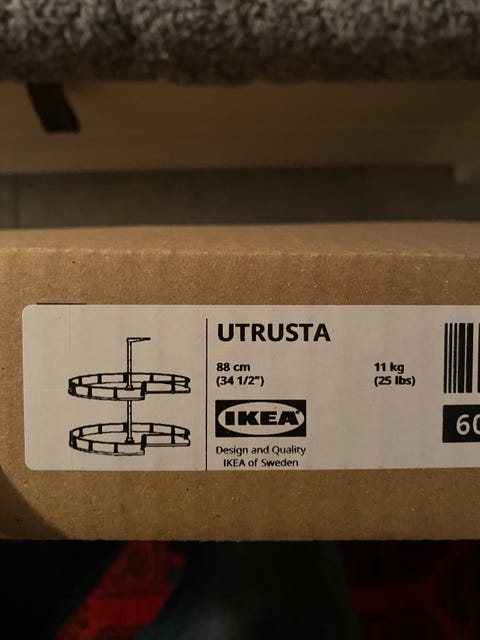 UTRUSTA
88 cm
(34 1/2")
11 kg
(25 lbs)
IKEA
Design and Quality
IKEA of Sweden
60